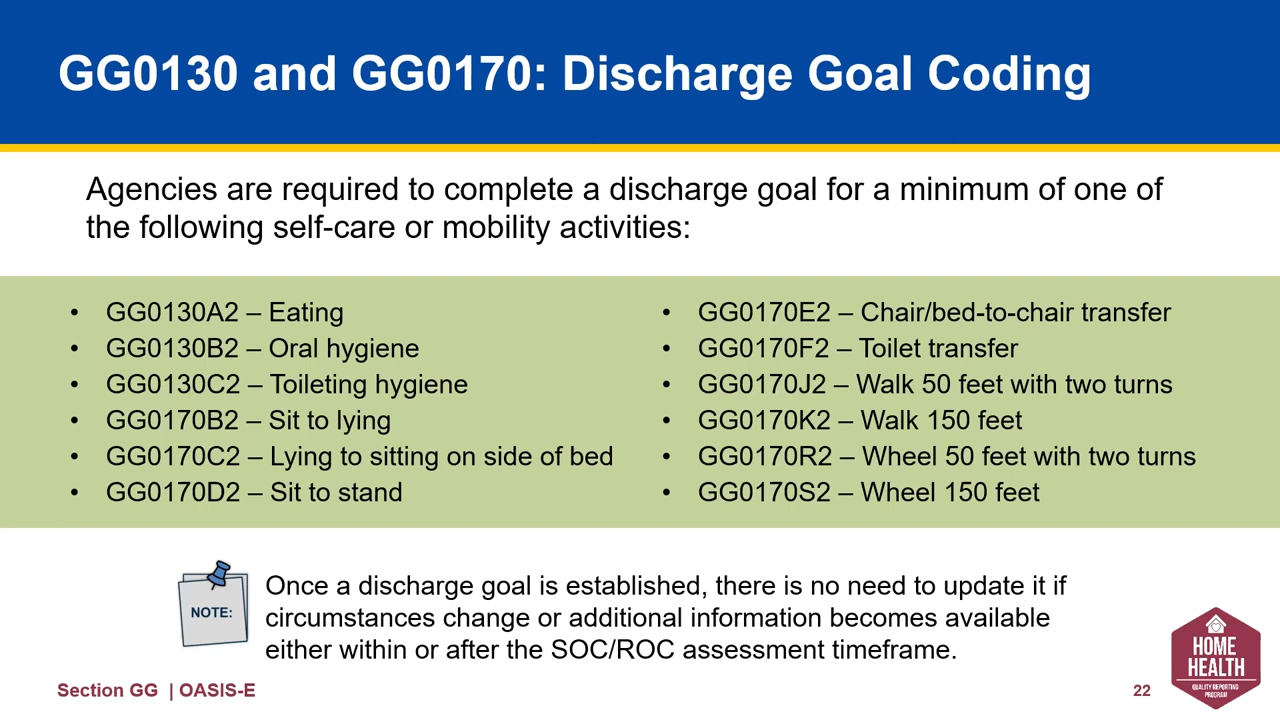 GG0130 and GG0170: Discharge Goal Coding
Agencies are required to complete a discharge goal for a minimum of one of
the following self-care or mobility activities:
• GG0130A2 – Eating
• GG0130B2 – Oral hygiene
• GG0130C2 – Toileting hygiene
• GG0170B2 – Sit to lying
• GG0170C2 – Lying to sitting on side of bed
• GG0170D2 – Sit to stand
• GG0170E2 – Chair/bed-to-chair transfer
• GG0170F2 – Toilet transfer
• GG0170J2 – Walk 50 feet with two turns
• GG0170K2 – Walk 150 feet
• GG0170R2 – Wheel 50 feet with two turns
• GG0170S2 – Wheel 150 feet
NOTE:
Once a discharge goal is established, there is no need to update it if
circumstances change or additional information becomes available
either within or after the SOC/ROC assessment timeframe.
Section GG | OASIS-E
22
HOME
HEALTH
QUALITY REPORTING
PROGRAM